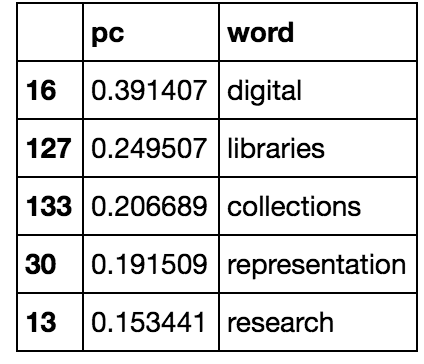 pc word
16 0.391407 digital
127 0.249507 libraries
133 0.206689 collections
30 0.191509 representation
13 0.153441 research